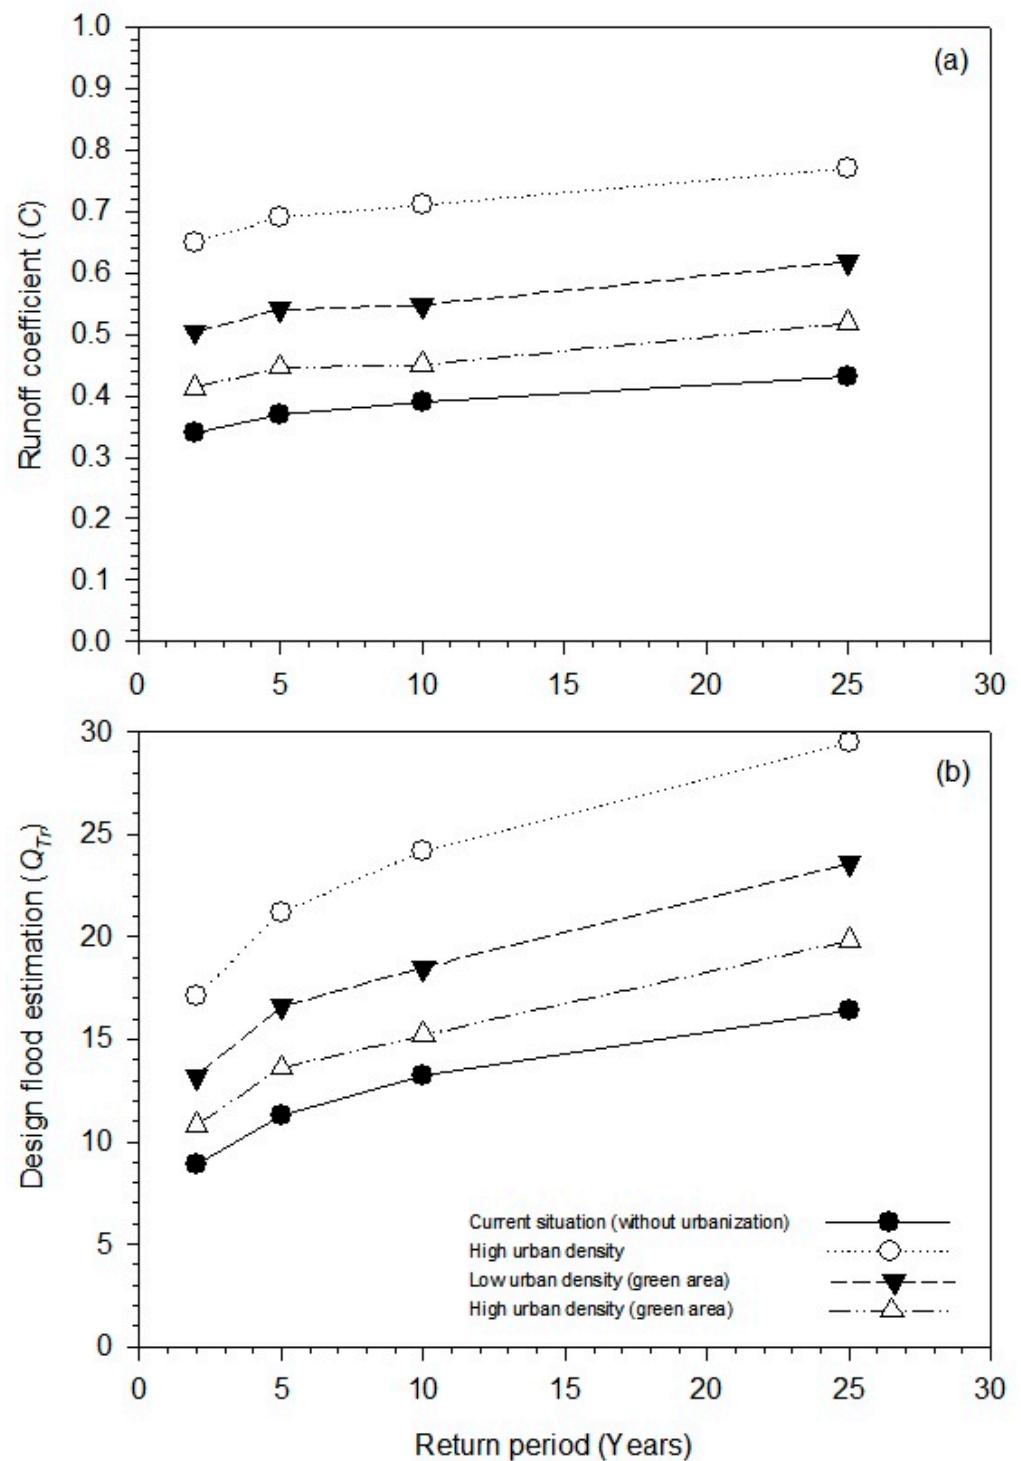 (a)
Runoff coefficient (C)
1.0
0.9
0.8
0.7
0.6
0.5
0.4
0.3
0.2
0.1
0.0
0 5 10 15 20 25 30
(b)
Design flood estimation (Q_Tr)
30
25
20
15
10
5
0
Current situation (without urbanization)
High urban density
Low urban density (green area)
High urban density (green area)
0 5 10 15 20 25 30
Return period (Years)